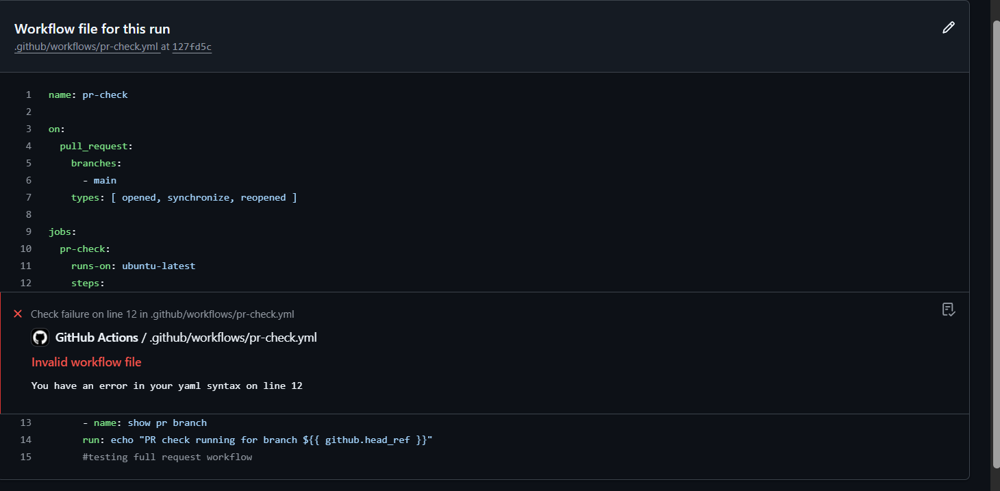 Workflow file for this run
.github/workflows/pr-check.yml at 127fd5c
1 name: pr-check
2
3 on:
4   pull_request:
5     branches:
6       - main
7     types: [ opened, synchronize, reopened ]
8
9 jobs:
10   pr-check:
11     runs-on: ubuntu-latest
12     steps:
Check failure on line 12 in .github/workflows/pr-check.yml
GitHub Actions / .github/workflows/pr-check.yml
Invalid workflow file
You have an error in your yaml syntax on line 12
13       - name: show pr branch
14       run: echo "PR check running for branch ${{ github.head_ref }}"
15       #testing full request workflow